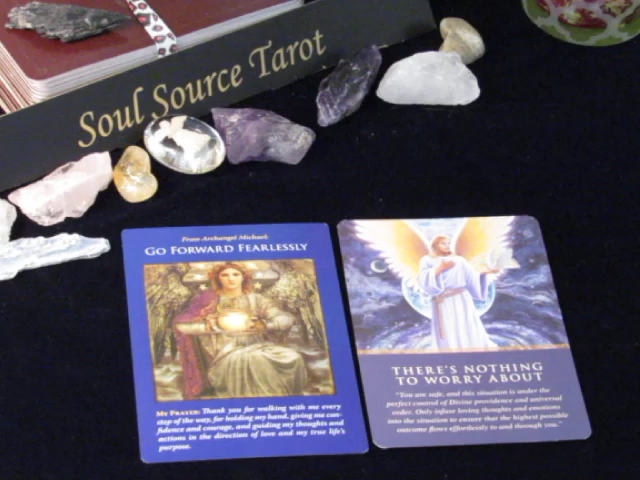 Soul Source Tarot
From Archangel Michael:
GO FORWARD FEARLESSLY
MY PRAYER: Thank you for walking with me every
step of the way, for holding my hand, giving me con-
fidence and courage, and guiding my thoughts and
actions in the direction of love and my true life's
purpose.
THERE'S NOTHING
TO WORRY ABOUT
"You are safe, and this situation is under the
perfect control of Divine providence and universal
order. Only infuse loving thoughts and emotions
into the situation to ensure that the highest possible
outcome flows effortlessly to and through you."